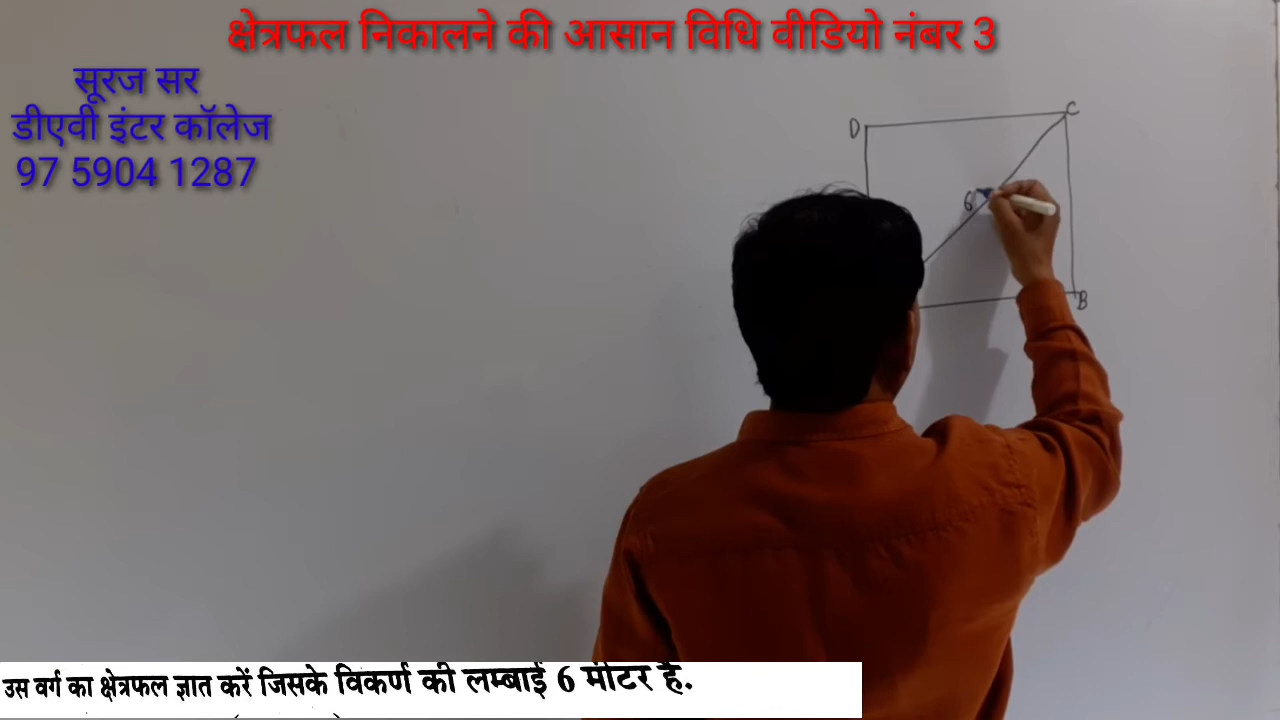 क्षेत्रफल निकालने की आसान विधि वीडियो नंबर 3
सूरज सर
डीएवी इंटर कॉलेज
97 5904 1287
D
C
6
B
उस वर्ग का क्षेत्रफल ज्ञात करें जिसके विकर्ण की लम्बाई 6 मीटर है.